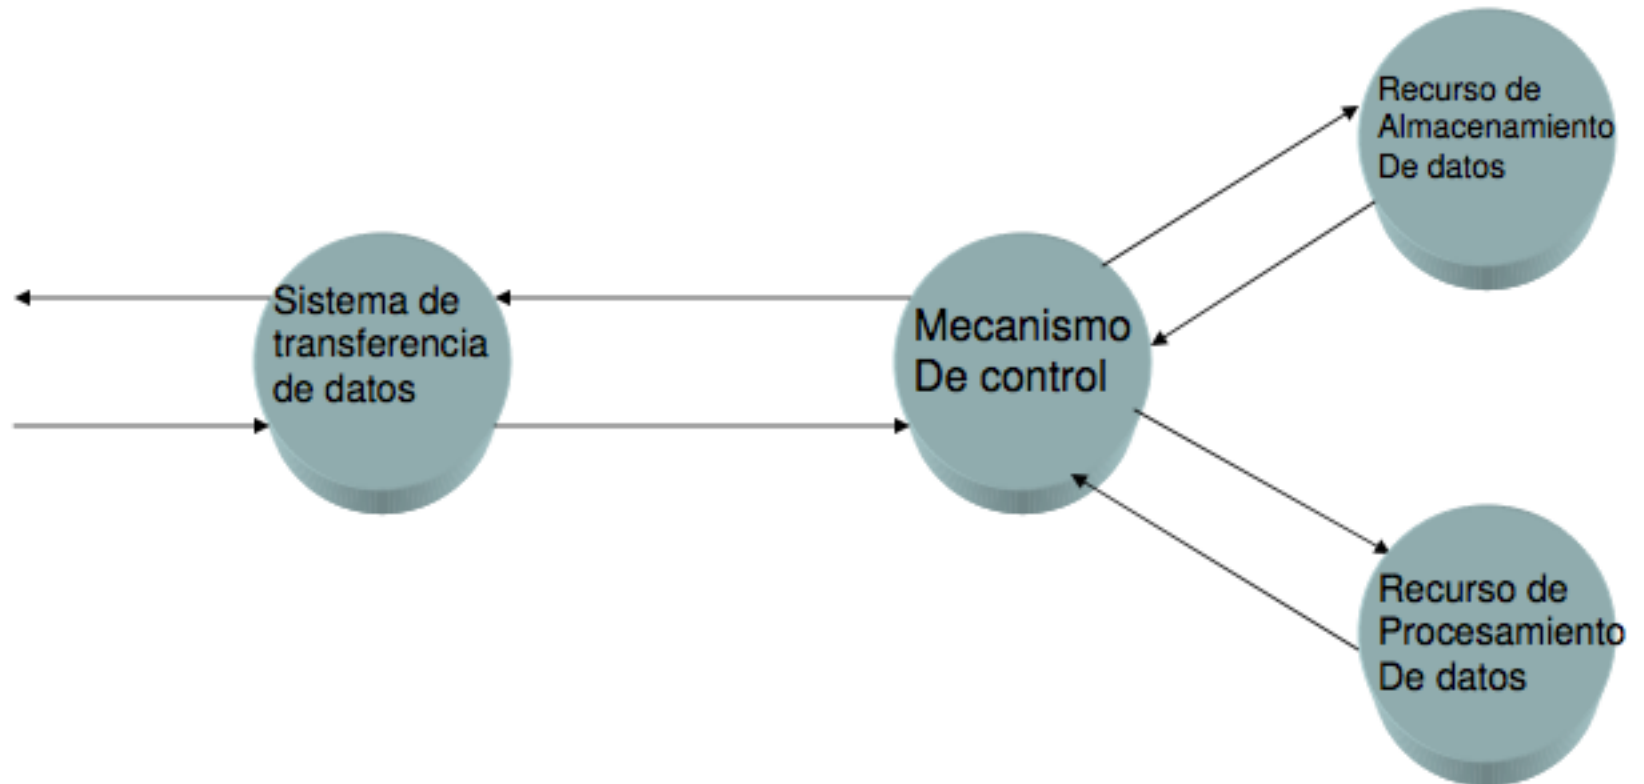 Sistema de
transferencia
de datos
Mecanismo
De control
Recurso de
Almacenamiento
De datos
Recurso de
Procesamiento
De datos